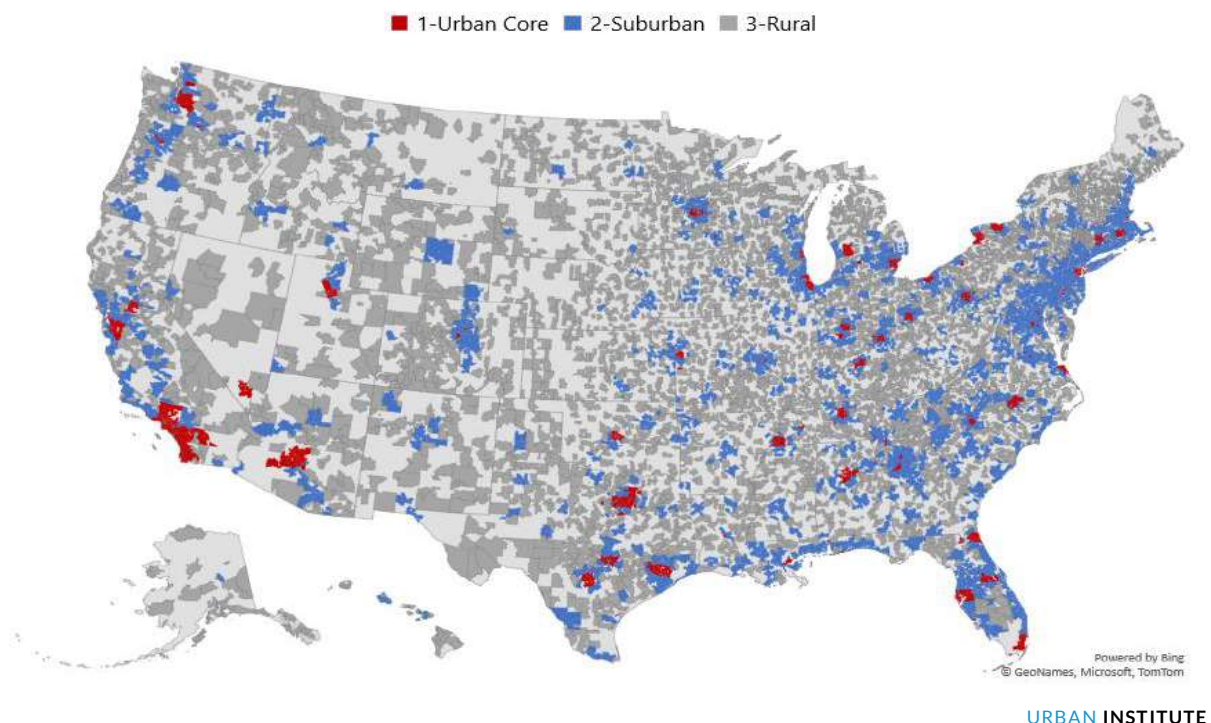 1-Urban Core 2-Suburban 3-Rural
Powered by Bing
© GeoNames, Microsoft, TomTom
URBAN INSTITUTE